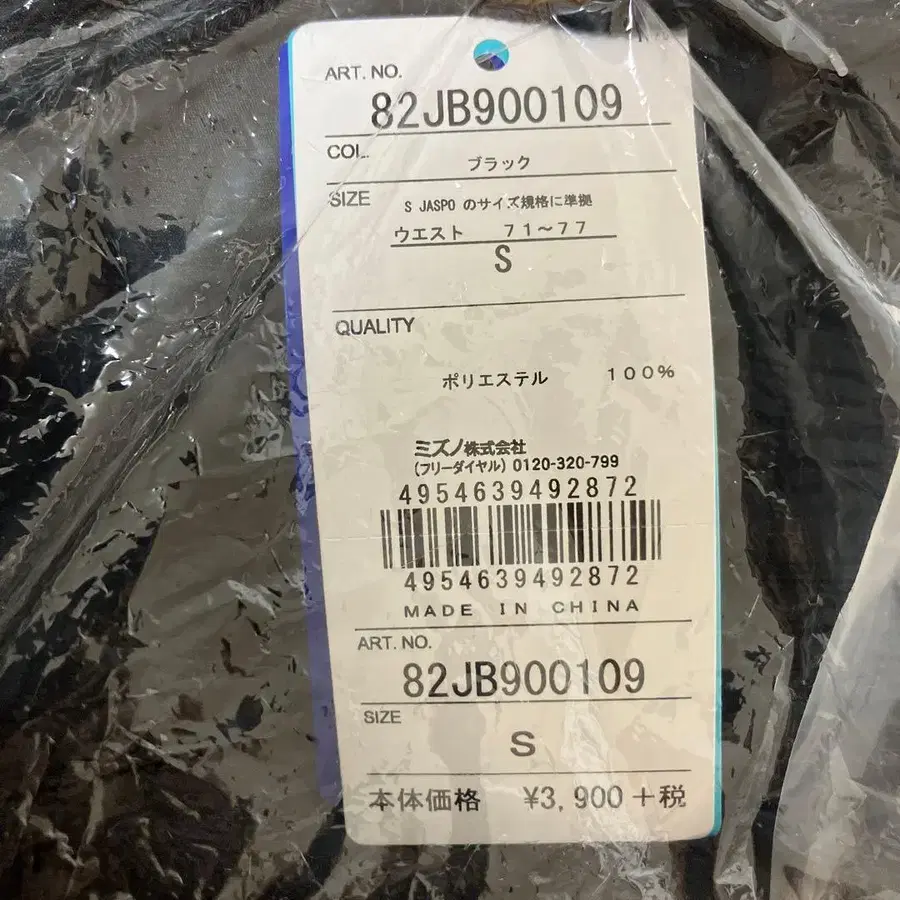 ART. NO.
82JB900109
COL.
ブラック
SIZE
S JASPO のサイズ規格に準拠
ウエスト 71～77
S
QUALITY
ポリエステル 100%
ミズノ株式会社
(フリーダイヤル) 0120-320-799
4954639492872
4954639492872
MADE IN CHINA
ART. NO.
82JB900109
SIZE
S
本体価格 ¥3,900+税